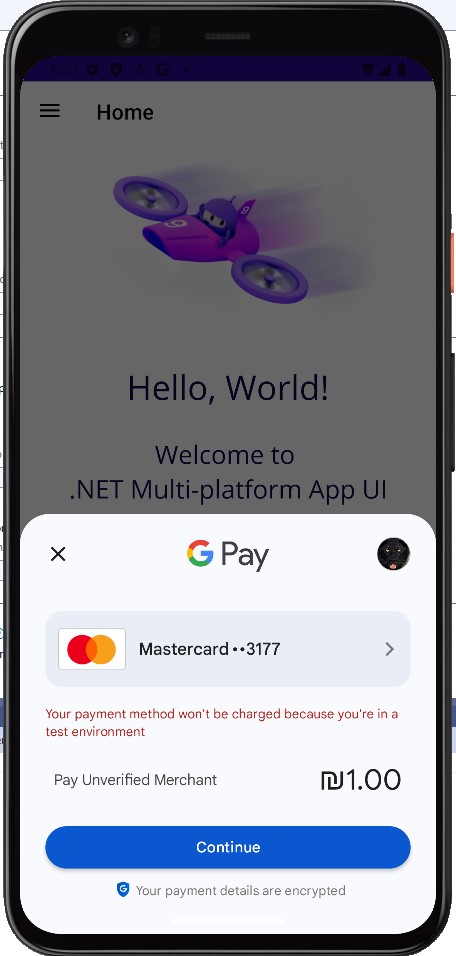 5:27
Home
Hello, World!
Welcome to
.NET Multi-platform App UI
G Pay
Mastercard ••3177
Your payment method won't be charged because you're in a
test environment
Pay Unverified Merchant
₪1.00
Continue
Your payment details are encrypted